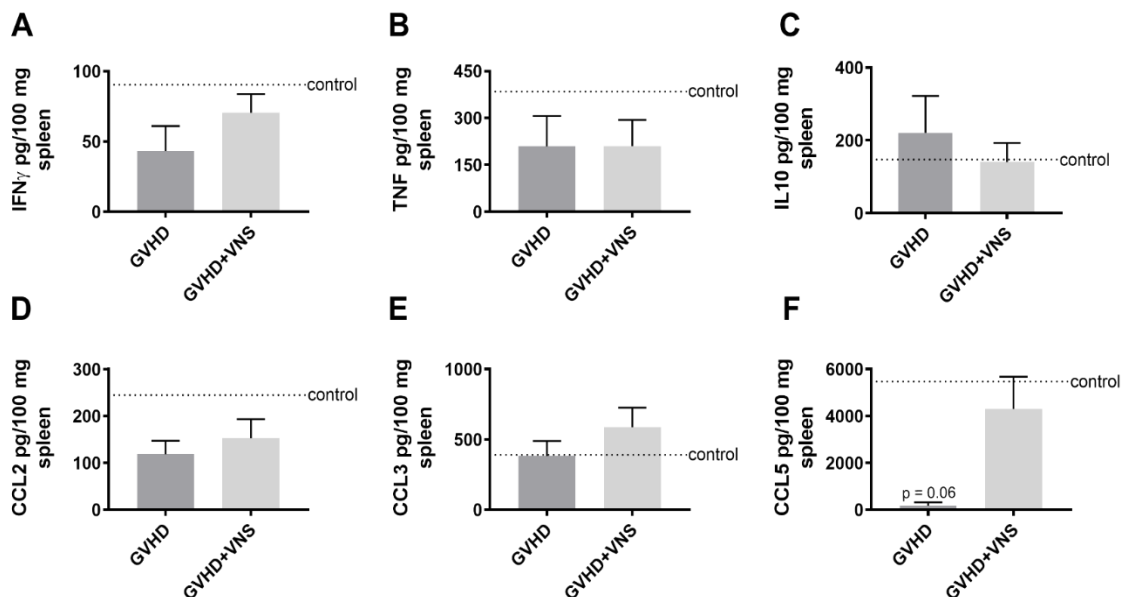 A
IFNγ pg/100 mg
spleen
100
50
0
control
GVHD
GVHD+VNS
B
TNF pg/100 mg
spleen
450
300
150
0
control
GVHD
GVHD+VNS
C
IL10 pg/100 mg
spleen
400
200
0
control
GVHD
GVHD+VNS
D
CCL2 pg/100 mg
spleen
300
200
100
0
control
GVHD
GVHD+VNS
E
CCL3 pg/100 mg
spleen
1000
500
0
control
GVHD
GVHD+VNS
F
CCL5 pg/100 mg
spleen
6000
4000
2000
0
control
p = 0.06
GVHD
GVHD+VNS